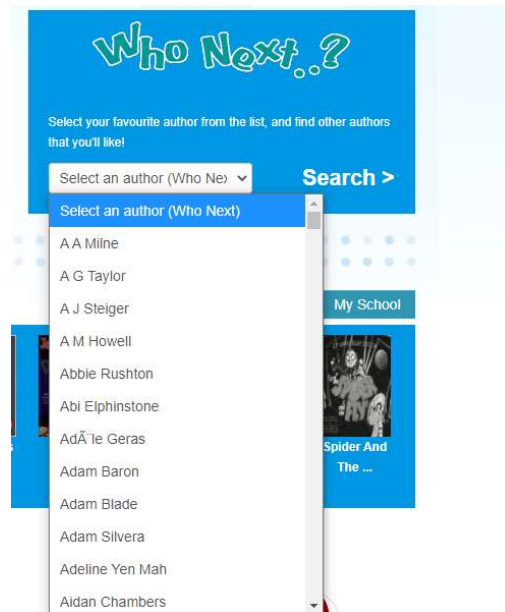 Who Next..?
Select your favourite author from the list, and find other authors
that you'll like!
Select an author (Who Nex
Search >
Select an author (Who Next)
A A Milne
A G Taylor
A J Steiger
My School
A M Howell
Abbie Rushton
Abi Elphinstone
AdÃ¨le Geras
Spider And
The ...
Adam Baron
Adam Blade
Adam Silvera
Adeline Yen Mah
Aidan Chambers